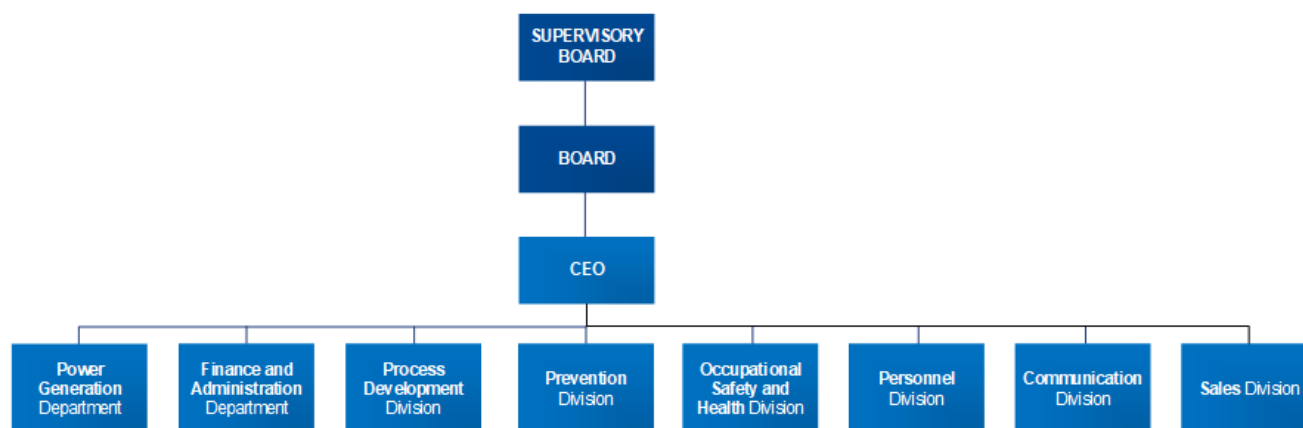 SUPERVISORY
BOARD
BOARD
CEO
Power
Generation
Department
Finance and
Administration
Department
Process
Development
Division
Prevention
Division
Occupational
Safety and
Health Division
Personnel
Division
Communication
Division
Sales Division